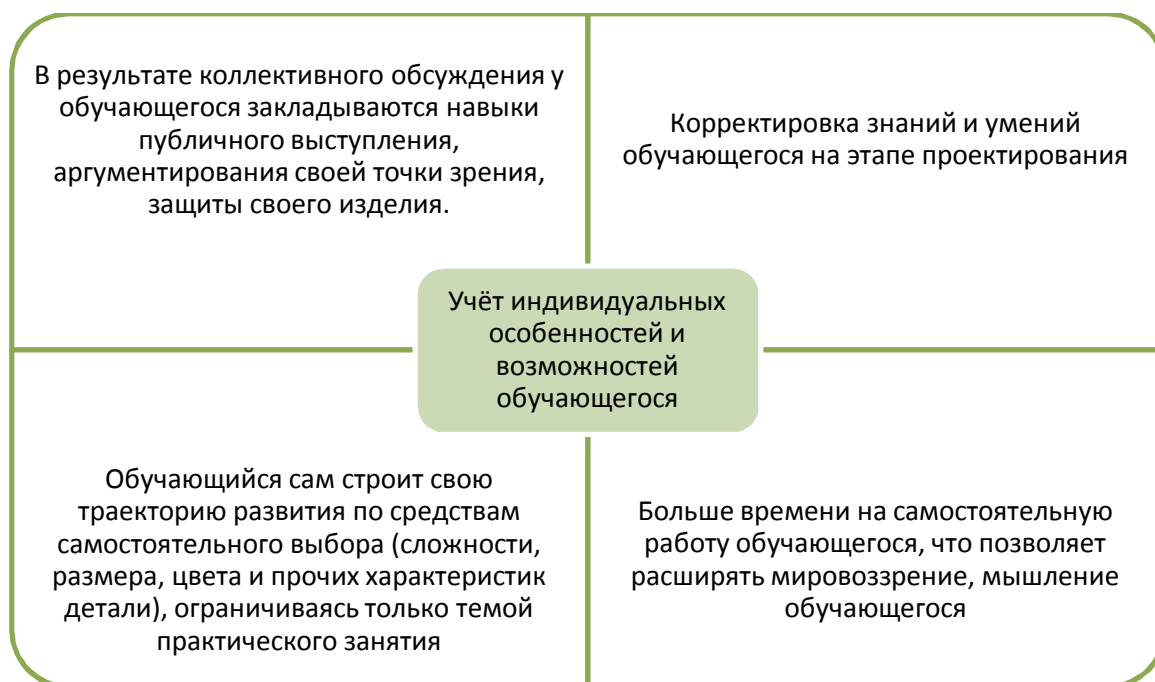 В результате коллективного обсуждения у
обучающегося закладываются навыки
публичного выступления,
аргументирования своей точки зрения,
защиты своего изделия.
Корректировка знаний и умений
обучающегося на этапе проектирования
Учёт индивидуальных
особенностей и
возможностей
обучающегося
Обучающийся сам строит свою
траекторию развития по средствам
самостоятельного выбора (сложности,
размера, цвета и прочих характеристик
детали), ограничиваясь только темой
практического занятия
Больше времени на самостоятельную
работу обучающегося, что позволяет
расширять мировоззрение, мышление
обучающегося